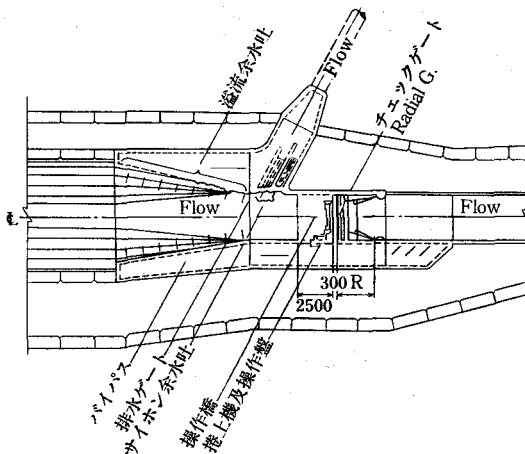 溢流余水吐
Flow
チェックゲート
Radial G.
Flow
Flow
℄
300 R
2500
バイパス
排水ゲート
サイホン余水吐
操作橋
捲上機及操作盤